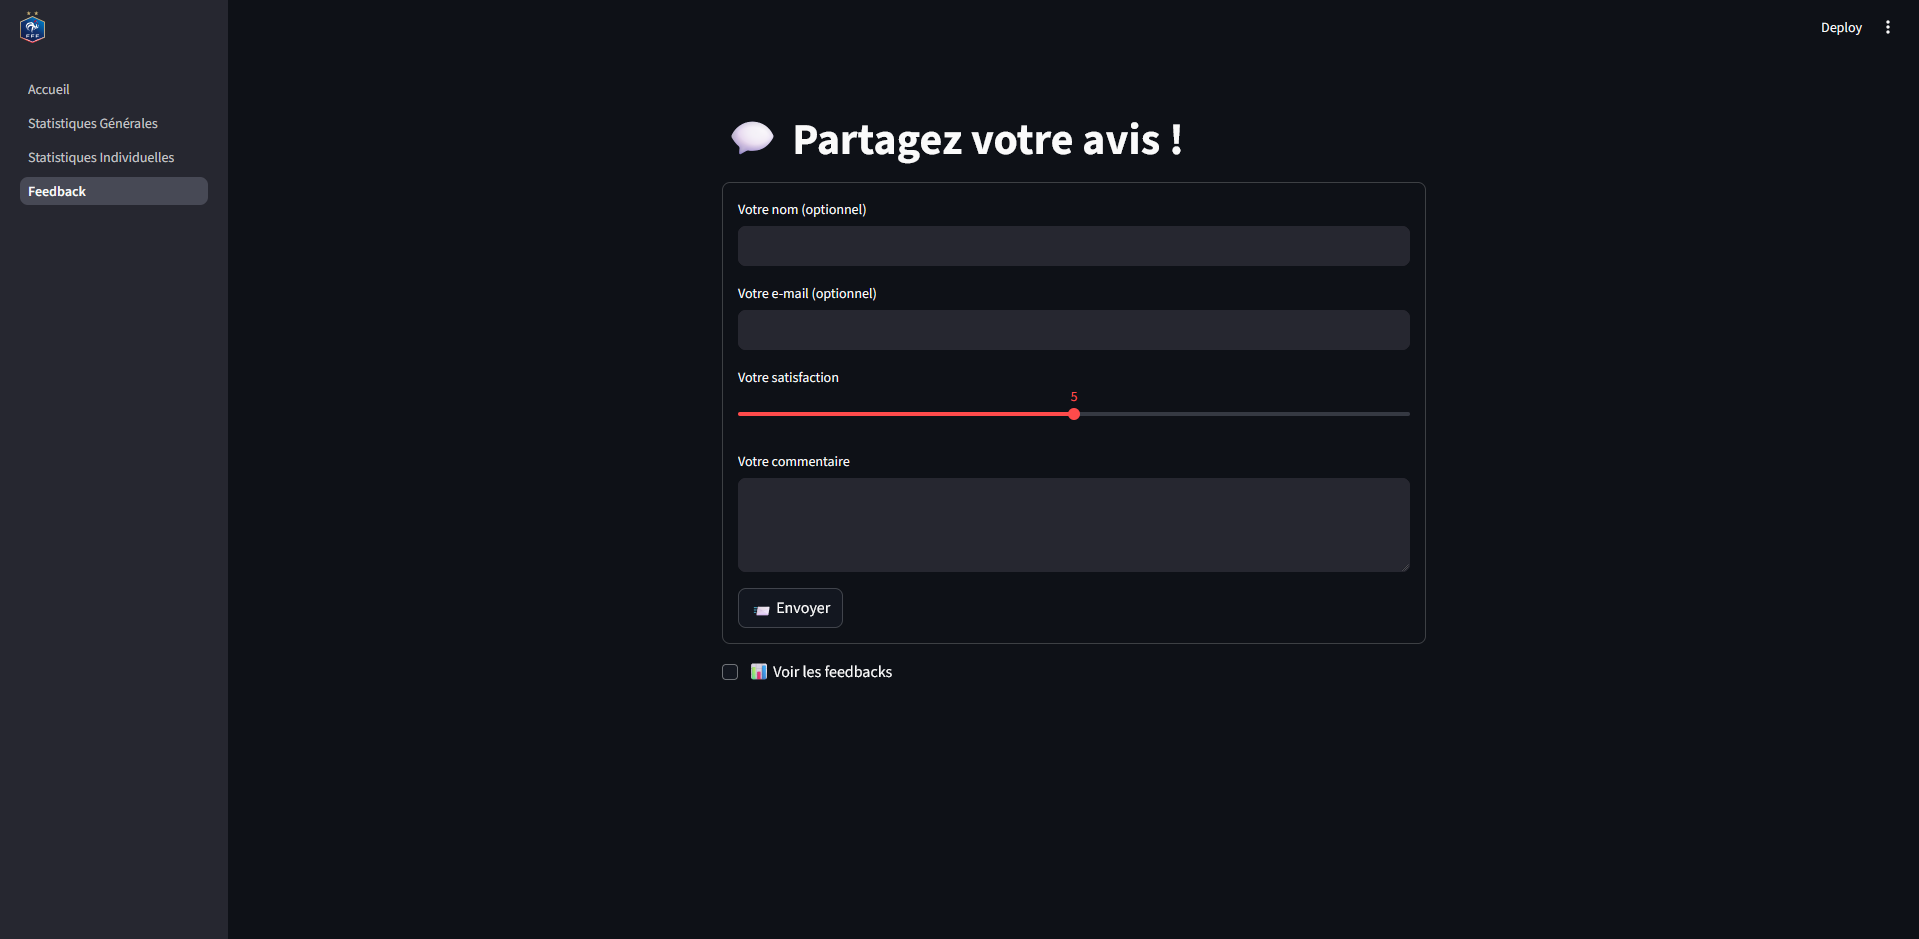 FFF
Accueil
Statistiques Générales
Statistiques Individuelles
Feedback
Deploy
Partagez votre avis !
Votre nom (optionnel)
Votre e-mail (optionnel)
Votre satisfaction
5
Votre commentaire
Envoyer
Voir les feedbacks